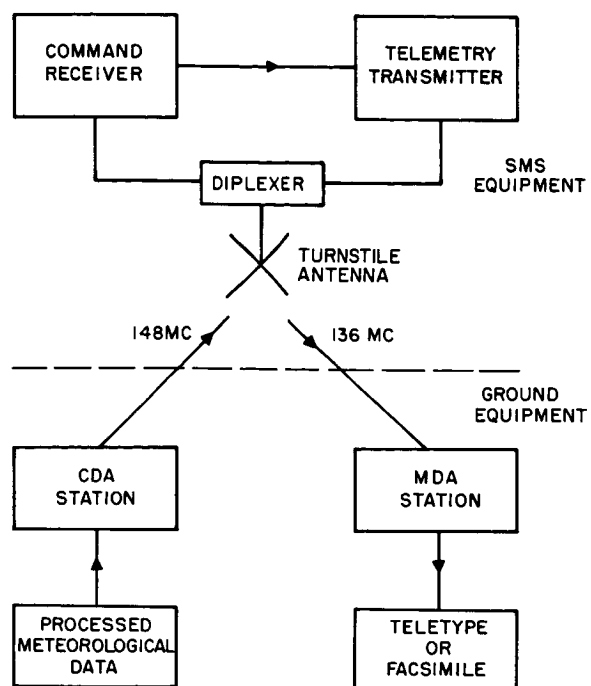 COMMAND
RECEIVER
TELEMETRY
TRANSMITTER
DIPLEXER
SMS
EQUIPMENT
TURNSTILE
ANTENNA
148MC
136 MC
GROUND
EQUIPMENT
CDA
STATION
MDA
STATION
PROCESSED
METEOROLOGICAL
DATA
TELETYPE
OR
FACSIMILE